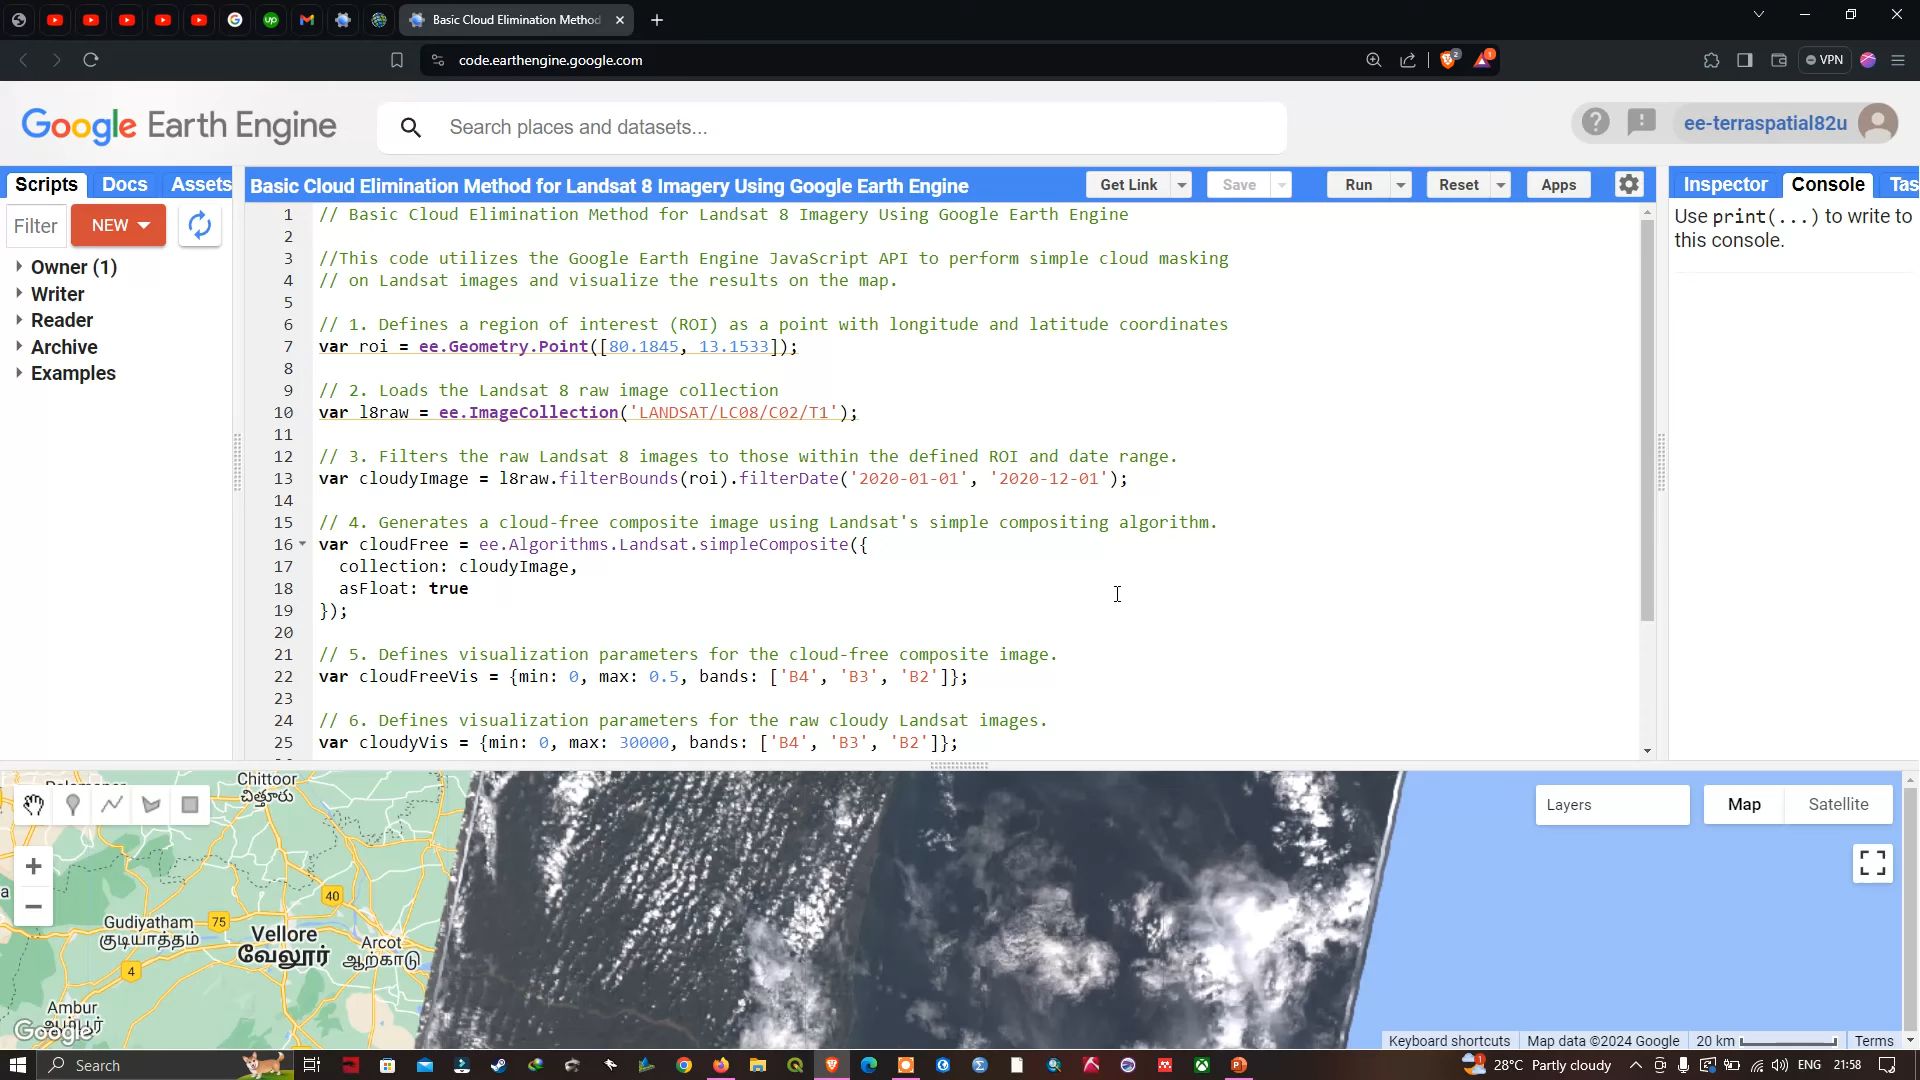 Basic Cloud Elimination Method
code.earthengine.google.com
2
1
VPN
Google Earth Engine
Search places and datasets...
ee-terraspatial82u
Scripts Docs Assets
Basic Cloud Elimination Method for Landsat 8 Imagery Using Google Earth Engine
Get Link Save Run Reset Apps
Inspector Console Tas
Filter NEW
Owner (1)
Writer
Reader
Archive
Examples
1 // Basic Cloud Elimination Method for Landsat 8 Imagery Using Google Earth Engine
2
3 //This code utilizes the Google Earth Engine JavaScript API to perform simple cloud masking
4 // on Landsat images and visualize the results on the map.
5
6 // 1. Defines a region of interest (ROI) as a point with longitude and latitude coordinates
7 var roi = ee.Geometry.Point([80.1845, 13.1533]);
8
9 // 2. Loads the Landsat 8 raw image collection
10 var l8raw = ee.ImageCollection('LANDSAT/LC08/C02/T1');
11
12 // 3. Filters the raw Landsat 8 images to those within the defined ROI and date range.
13 var cloudyImage = l8raw.filterBounds(roi).filterDate('2020-01-01', '2020-12-01');
14
15 // 4. Generates a cloud-free composite image using Landsat's simple compositing algorithm.
16 var cloudFree = ee.Algorithms.Landsat.simpleComposite({
17 collection: cloudyImage,
18 asFloat: true
19 });
20
21 // 5. Defines visualization parameters for the cloud-free composite image.
22 var cloudFreeVis = {min: 0, max: 0.5, bands: ['B4', 'B3', 'B2']};
23
24 // 6. Defines visualization parameters for the raw cloudy Landsat images.
25 var cloudyVis = {min: 0, max: 30000, bands: ['B4', 'B3', 'B2']};
Use print(...) to write to
this console.
Chittoor
చిత్తూరు
Layers
Map Satellite
40
75
4
Gudiyatham
குடியாத்தம்
Vellore
வேலூர்
Arcot
ஆற்காடு
Ambur
Google
Keyboard shortcuts Map data ©2024 Google 20 km Terms
Search
1
28°C Partly cloudy
ENG 21:58